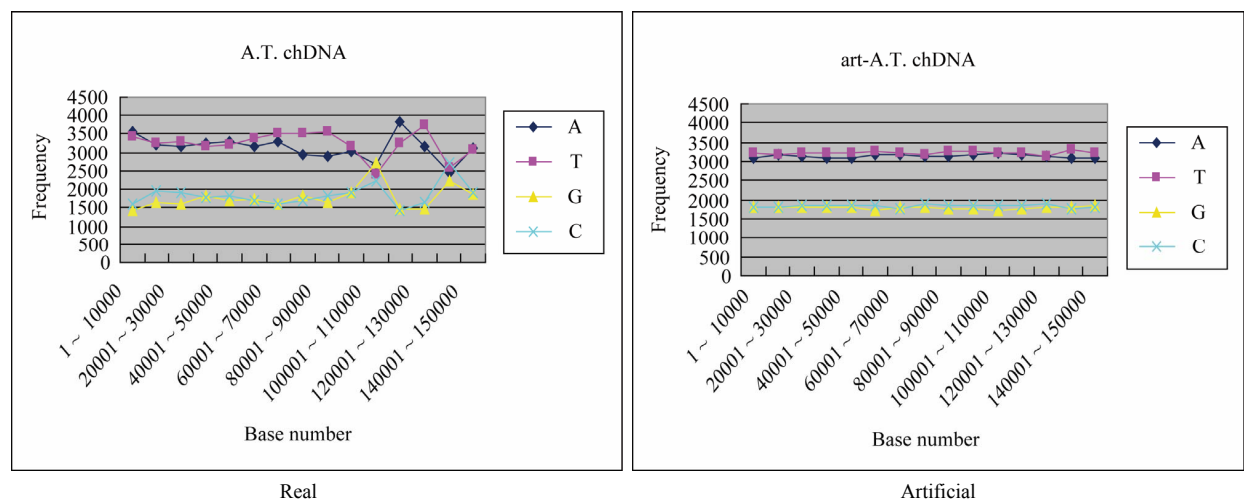 A.T. chDNA
Frequency
4500
4000
3500
3000
2500
2000
1500
1000
500
0
1 ~ 10000
20001 ~ 30000
40001 ~ 50000
60001 ~ 70000
80001 ~ 90000
100001 ~ 110000
120001 ~ 130000
140001 ~ 150000
Base number
A
T
G
C
Real
art-A.T. chDNA
Frequency
4500
4000
3500
3000
2500
2000
1500
1000
500
0
1 ~ 10000
20001 ~ 30000
40001 ~ 50000
60001 ~ 70000
80001 ~ 90000
100001 ~ 110000
120001 ~ 130000
140001 ~ 150000
Base number
A
T
G
C
Artificial